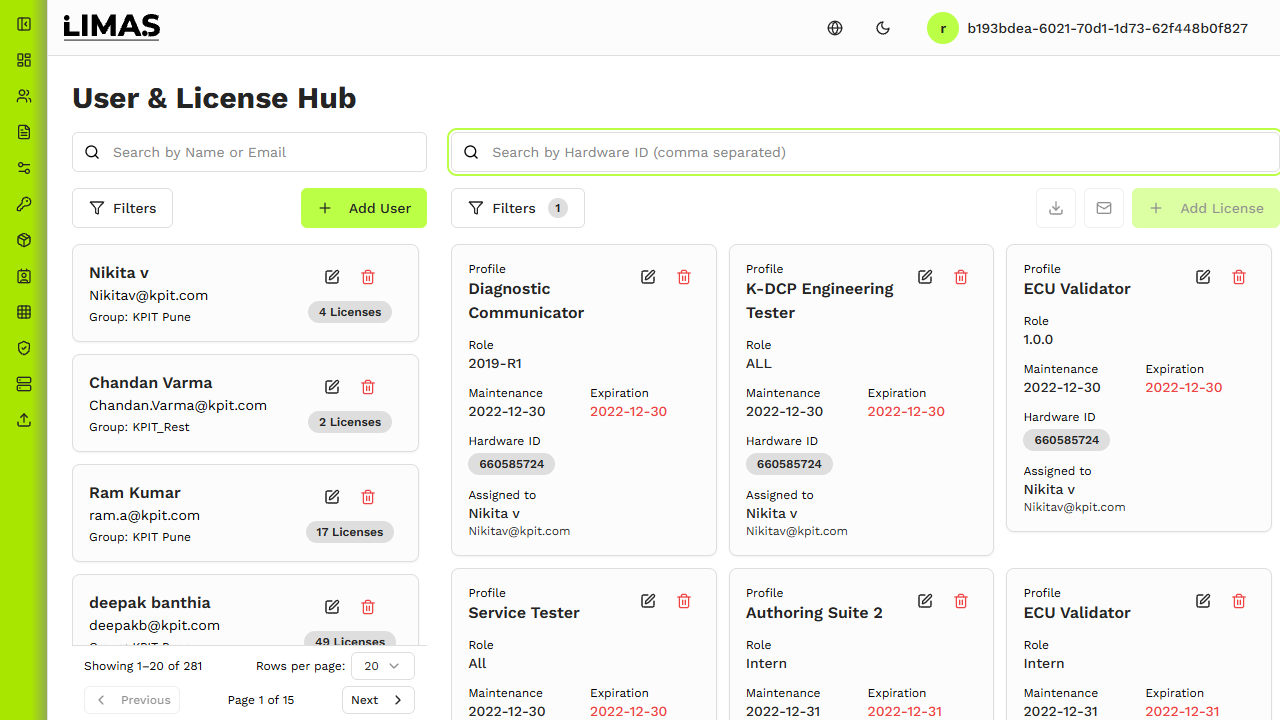 LIMAS
r
b193bdea-6021-70d1-1d73-62f448b0f827
User & License Hub
Search by Name or Email
Filters
Add User
Nikita v
Nikitav@kpit.com
Group: KPIT Pune
4 Licenses
Chandan Varma
Chandan.Varma@kpit.com
Group: KPIT_Rest
2 Licenses
Ram Kumar
ram.a@kpit.com
Group: KPIT Pune
17 Licenses
deepak banthia
deepakb@kpit.com
49 Licenses
Showing 1–20 of 281
Rows per page:
20
Previous
Page 1 of 15
Next
Search by Hardware ID (comma separated)
Filters
1
Add License
Profile
Diagnostic
Communicator
Role
2019-R1
Maintenance
2022-12-30
Expiration
2022-12-30
Hardware ID
660585724
Assigned to
Nikita v
Nikitav@kpit.com
Profile
K-DCP Engineering
Tester
Role
ALL
Maintenance
2022-12-30
Expiration
2022-12-30
Hardware ID
660585724
Assigned to
Nikita v
Nikitav@kpit.com
Profile
ECU Validator
Role
1.0.0
Maintenance
2022-12-30
Expiration
2022-12-30
Hardware ID
660585724
Assigned to
Nikita v
Nikitav@kpit.com
Profile
Service Tester
Role
All
Maintenance
2022-12-30
Expiration
2022-12-30
Profile
Authoring Suite 2
Role
Intern
Maintenance
2022-12-31
Expiration
2022-12-31
Profile
ECU Validator
Role
Intern
Maintenance
2022-12-31
Expiration
2022-12-31